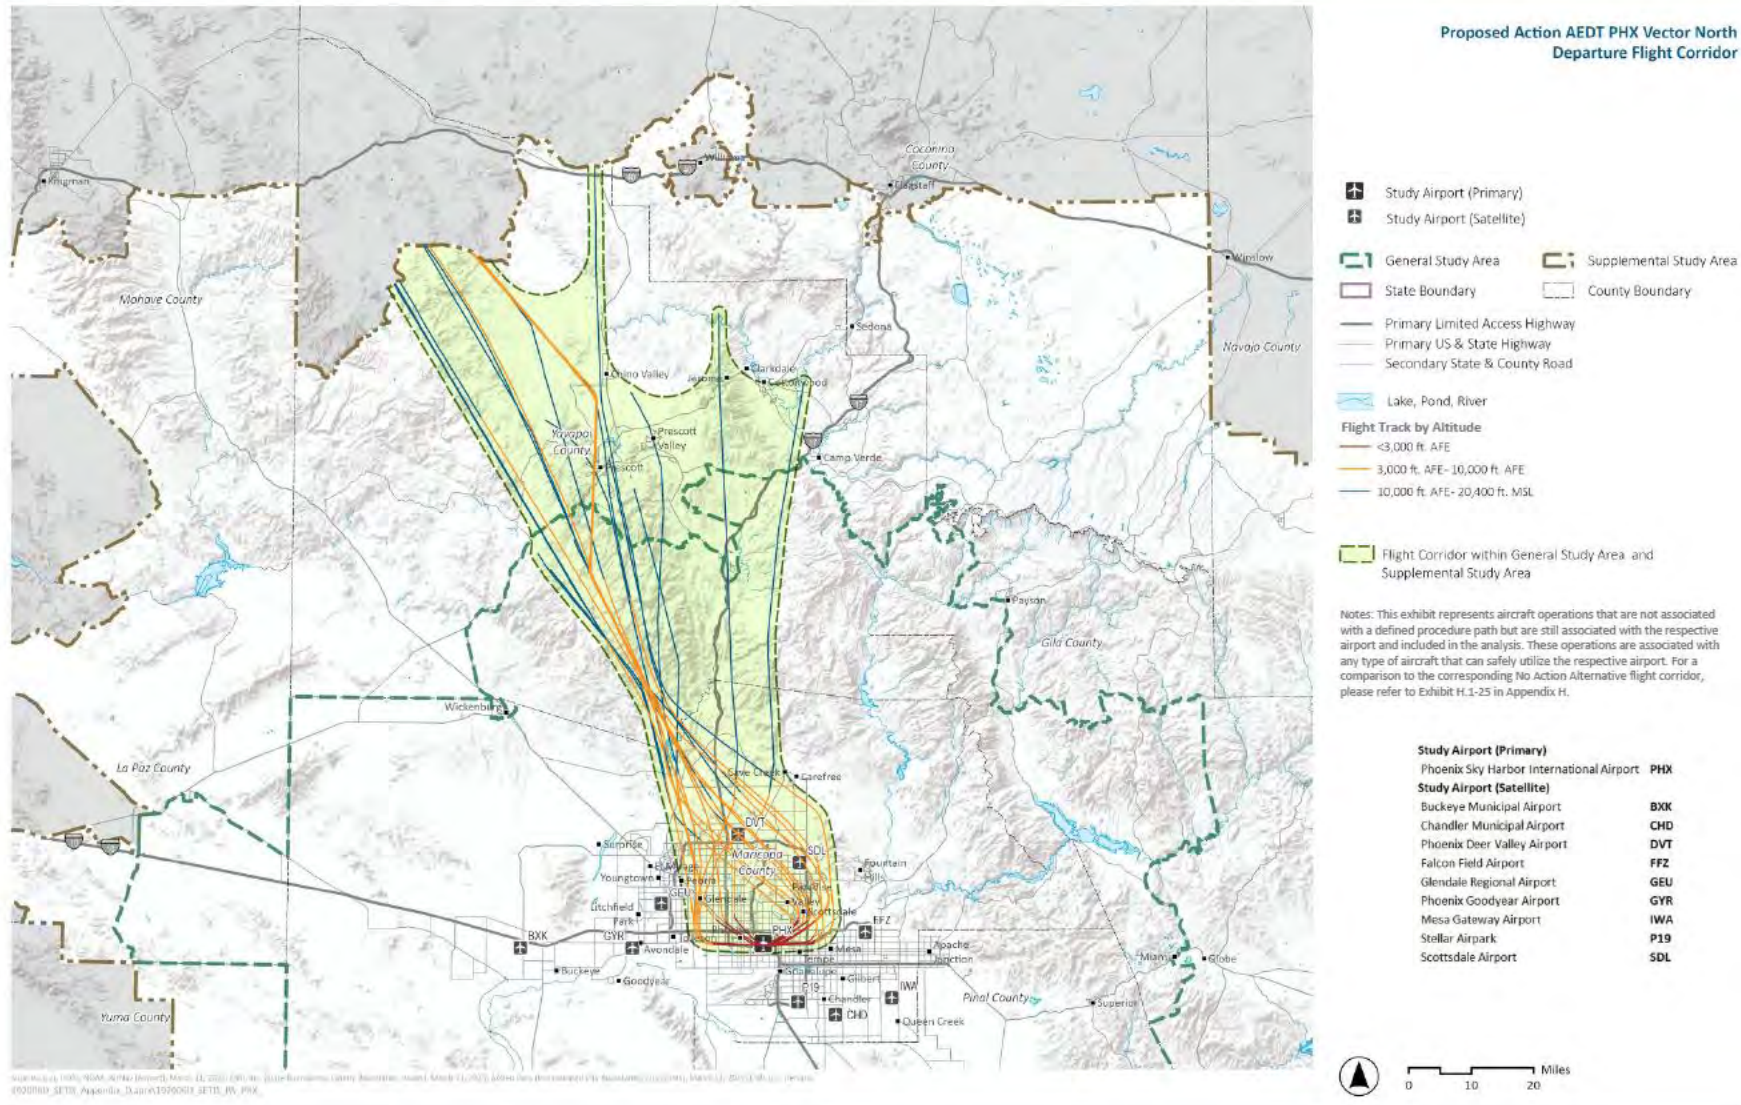 Proposed Action AEDT PHX Vector North
Departure Flight Corridor
Study Airport (Primary)
Study Airport (Satellite)
General Study Area
Supplemental Study Area
State Boundary
County Boundary
Primary Limited Access Highway
Primary US & State Highway
Secondary State & County Road
Lake, Pond, River
Flight Track by Altitude
<3,000 ft. AFE
3,000 ft. AFE- 10,000 ft. AFE
10,000 ft. AFE- 20,400 ft. MSL
Flight Corridor within General Study Area and
Supplemental Study Area
Notes: This exhibit represents aircraft operations that are not associated
with a defined procedure path but are still associated with the respective
airport and included in the analysis. These operations are associated with
any type of aircraft that can safely utilize the respective airport. For a
comparison to the corresponding No Action Alternative flight corridor,
please refer to Exhibit H.1-25 in Appendix H.
Study Airport (Primary)
Phoenix Sky Harbor International Airport PHX
Study Airport (Satellite)
Buckeye Municipal Airport BXK
Chandler Municipal Airport CHD
Phoenix Deer Valley Airport DVT
Falcon Field Airport FFZ
Glendale Regional Airport GEU
Phoenix Goodyear Airport GYR
Mesa Gateway Airport IWA
Stellar Airpark P19
Scottsdale Airport SDL
0 10 20 Miles
Coconino
County
Williams
Kingman
Flagstaff
Winslow
Mohave County
Sedona
Navajo County
Chino Valley
Jerome
Clarkdale
Cottonwood
Yavapai
County
Prescott
Valley
Prescott
Camp Verde
Payson
Gila County
Wickenburg
La Paz County
Cave Creek
Carefree
DVT
Surprise
SDL
Maricopa
County
El Mirage
Fountain
Hills
Youngtown
Peoria
GEU
Paradise
Valley
Glendale
Litchfield
Park
Scottsdale
FFZ
BXK
GYR
PHX
Avondale
Mesa
Apache
Junction
Tempe
Miami
Globe
Buckeye
Guadalupe
Goodyear
Gilbert
P19
IWA
Chandler
Pinal County
Superior
CHD
Queen Creek
Yuma County